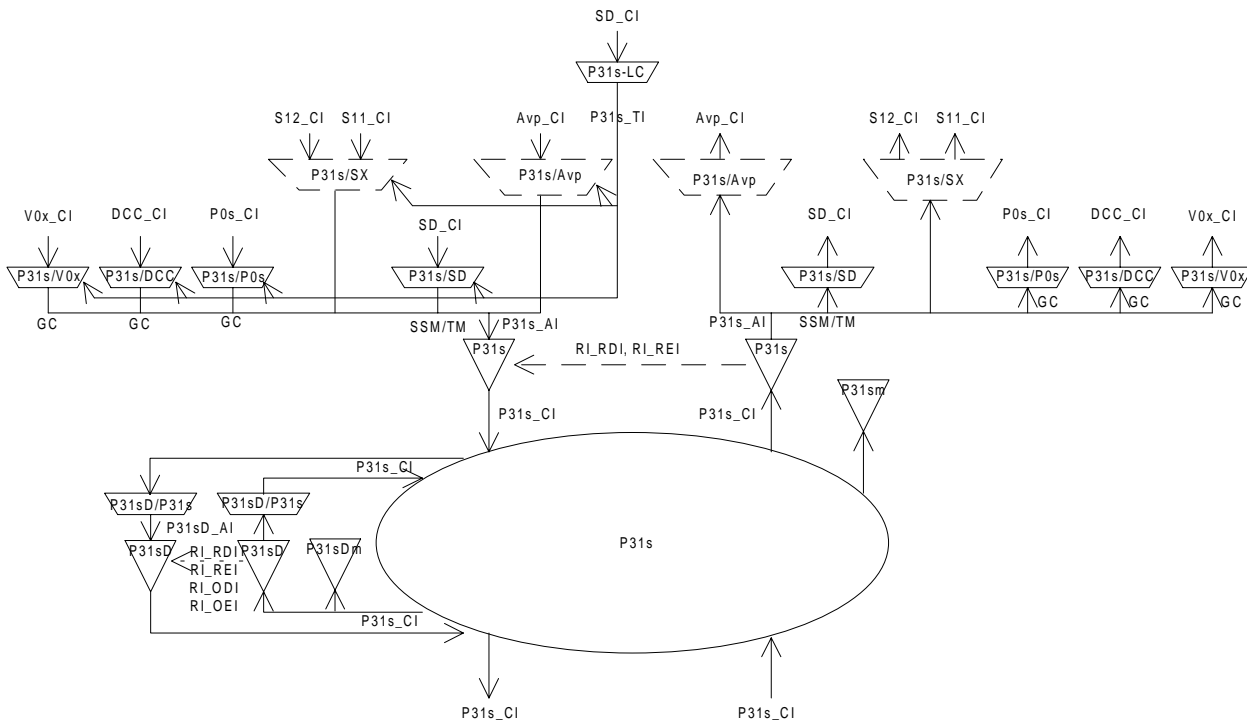 SD_CI
P31s-LC
S12_CI S11_CI Avp_CI P31s_TI Avp_CI S12_CI S11_CI
P31s/SX P31s/Avp P31s/Avp P31s/SX
V0x_CI DCC_CI P0s_CI SD_CI SD_CI P0s_CI DCC_CI V0x_CI
P31s/V0x P31s/DCC P31s/P0s P31s/SD P31s/SD P31s/P0s P31s/DCC P31s/V0x
GC GC GC
GC GC GC SSM/TM P31s_AI P31s_AI SSM/TM
P31s RI_RDI, RI_REI P31s
P31sm
P31s_CI P31s_CI
P31s_CI
P31sD/P31s P31sD/P31s
P31sD_AI
P31s
P31sD RI_RDI P31sD P31sDm
RI_REI
RI_ODI
RI_OEI
P31s_CI
P31s_CI P31s_CI